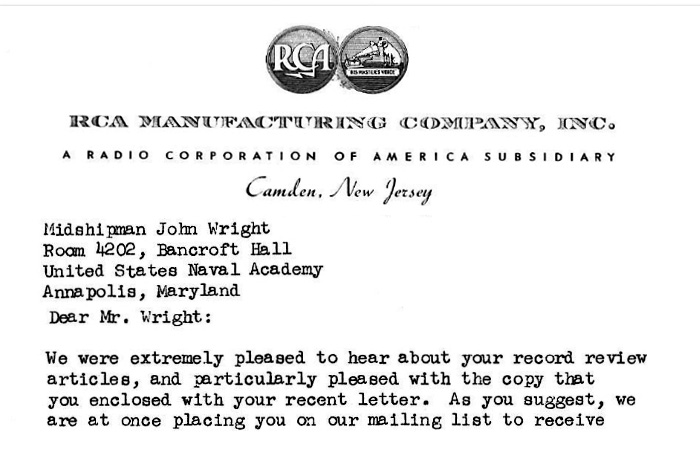 RCA
HIS MASTER'S VOICE
RCA MANUFACTURING COMPANY, INC.
A RADIO CORPORATION OF AMERICA SUBSIDIARY
Camden, New Jersey
Midshipman John Wright
Room 4202, Bancroft Hall
United States Naval Academy
Annapolis, Maryland
Dear Mr. Wright:
We were extremely pleased to hear about your record review
articles, and particularly pleased with the copy that
you enclosed with your recent letter. As you suggest, we
are at once placing you on our mailing list to receive